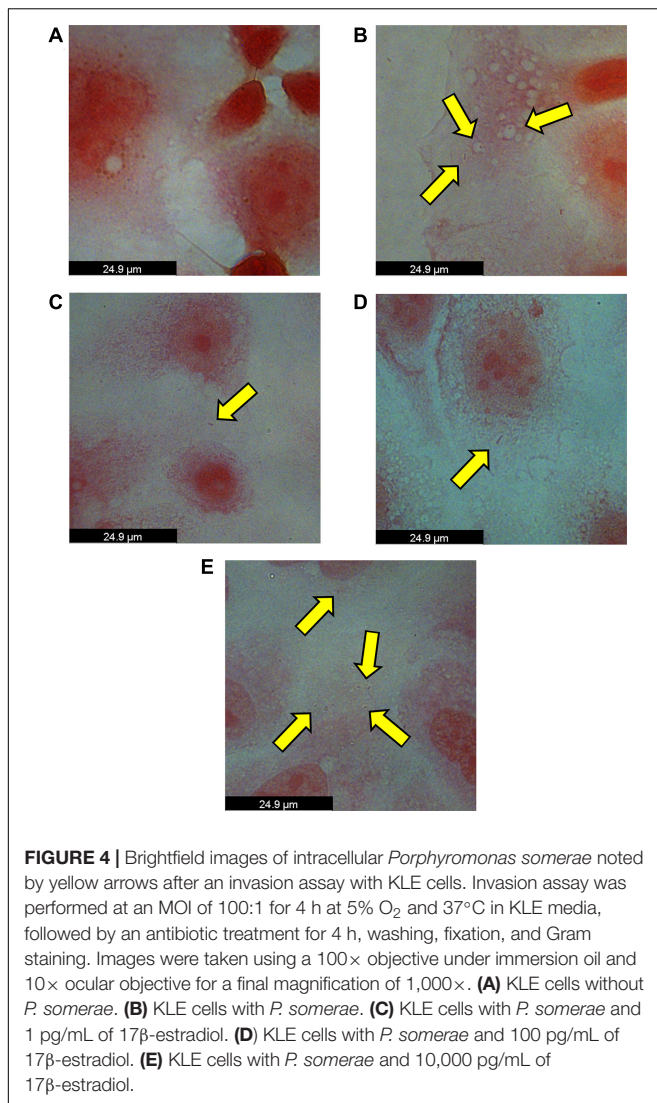 A
B
24.9 µm
24.9 µm
C
D
24.9 µm
24.9 µm
E
24.9 µm
FIGURE 4 | Brightfield images of intracellular Porphyromonas somerae noted
by yellow arrows after an invasion assay with KLE cells. Invasion assay was
performed at an MOI of 100:1 for 4 h at 5% O₂ and 37°C in KLE media,
followed by an antibiotic treatment for 4 h, washing, fixation, and Gram
staining. Images were taken using a 100× objective under immersion oil and
10× ocular objective for a final magnification of 1,000×. (A) KLE cells without
P. somerae. (B) KLE cells with P. somerae. (C) KLE cells with P. somerae and
1 pg/mL of 17β-estradiol. (D) KLE cells with P. somerae and 100 pg/mL of
17β-estradiol. (E) KLE cells with P. somerae and 10,000 pg/mL of
17β-estradiol.